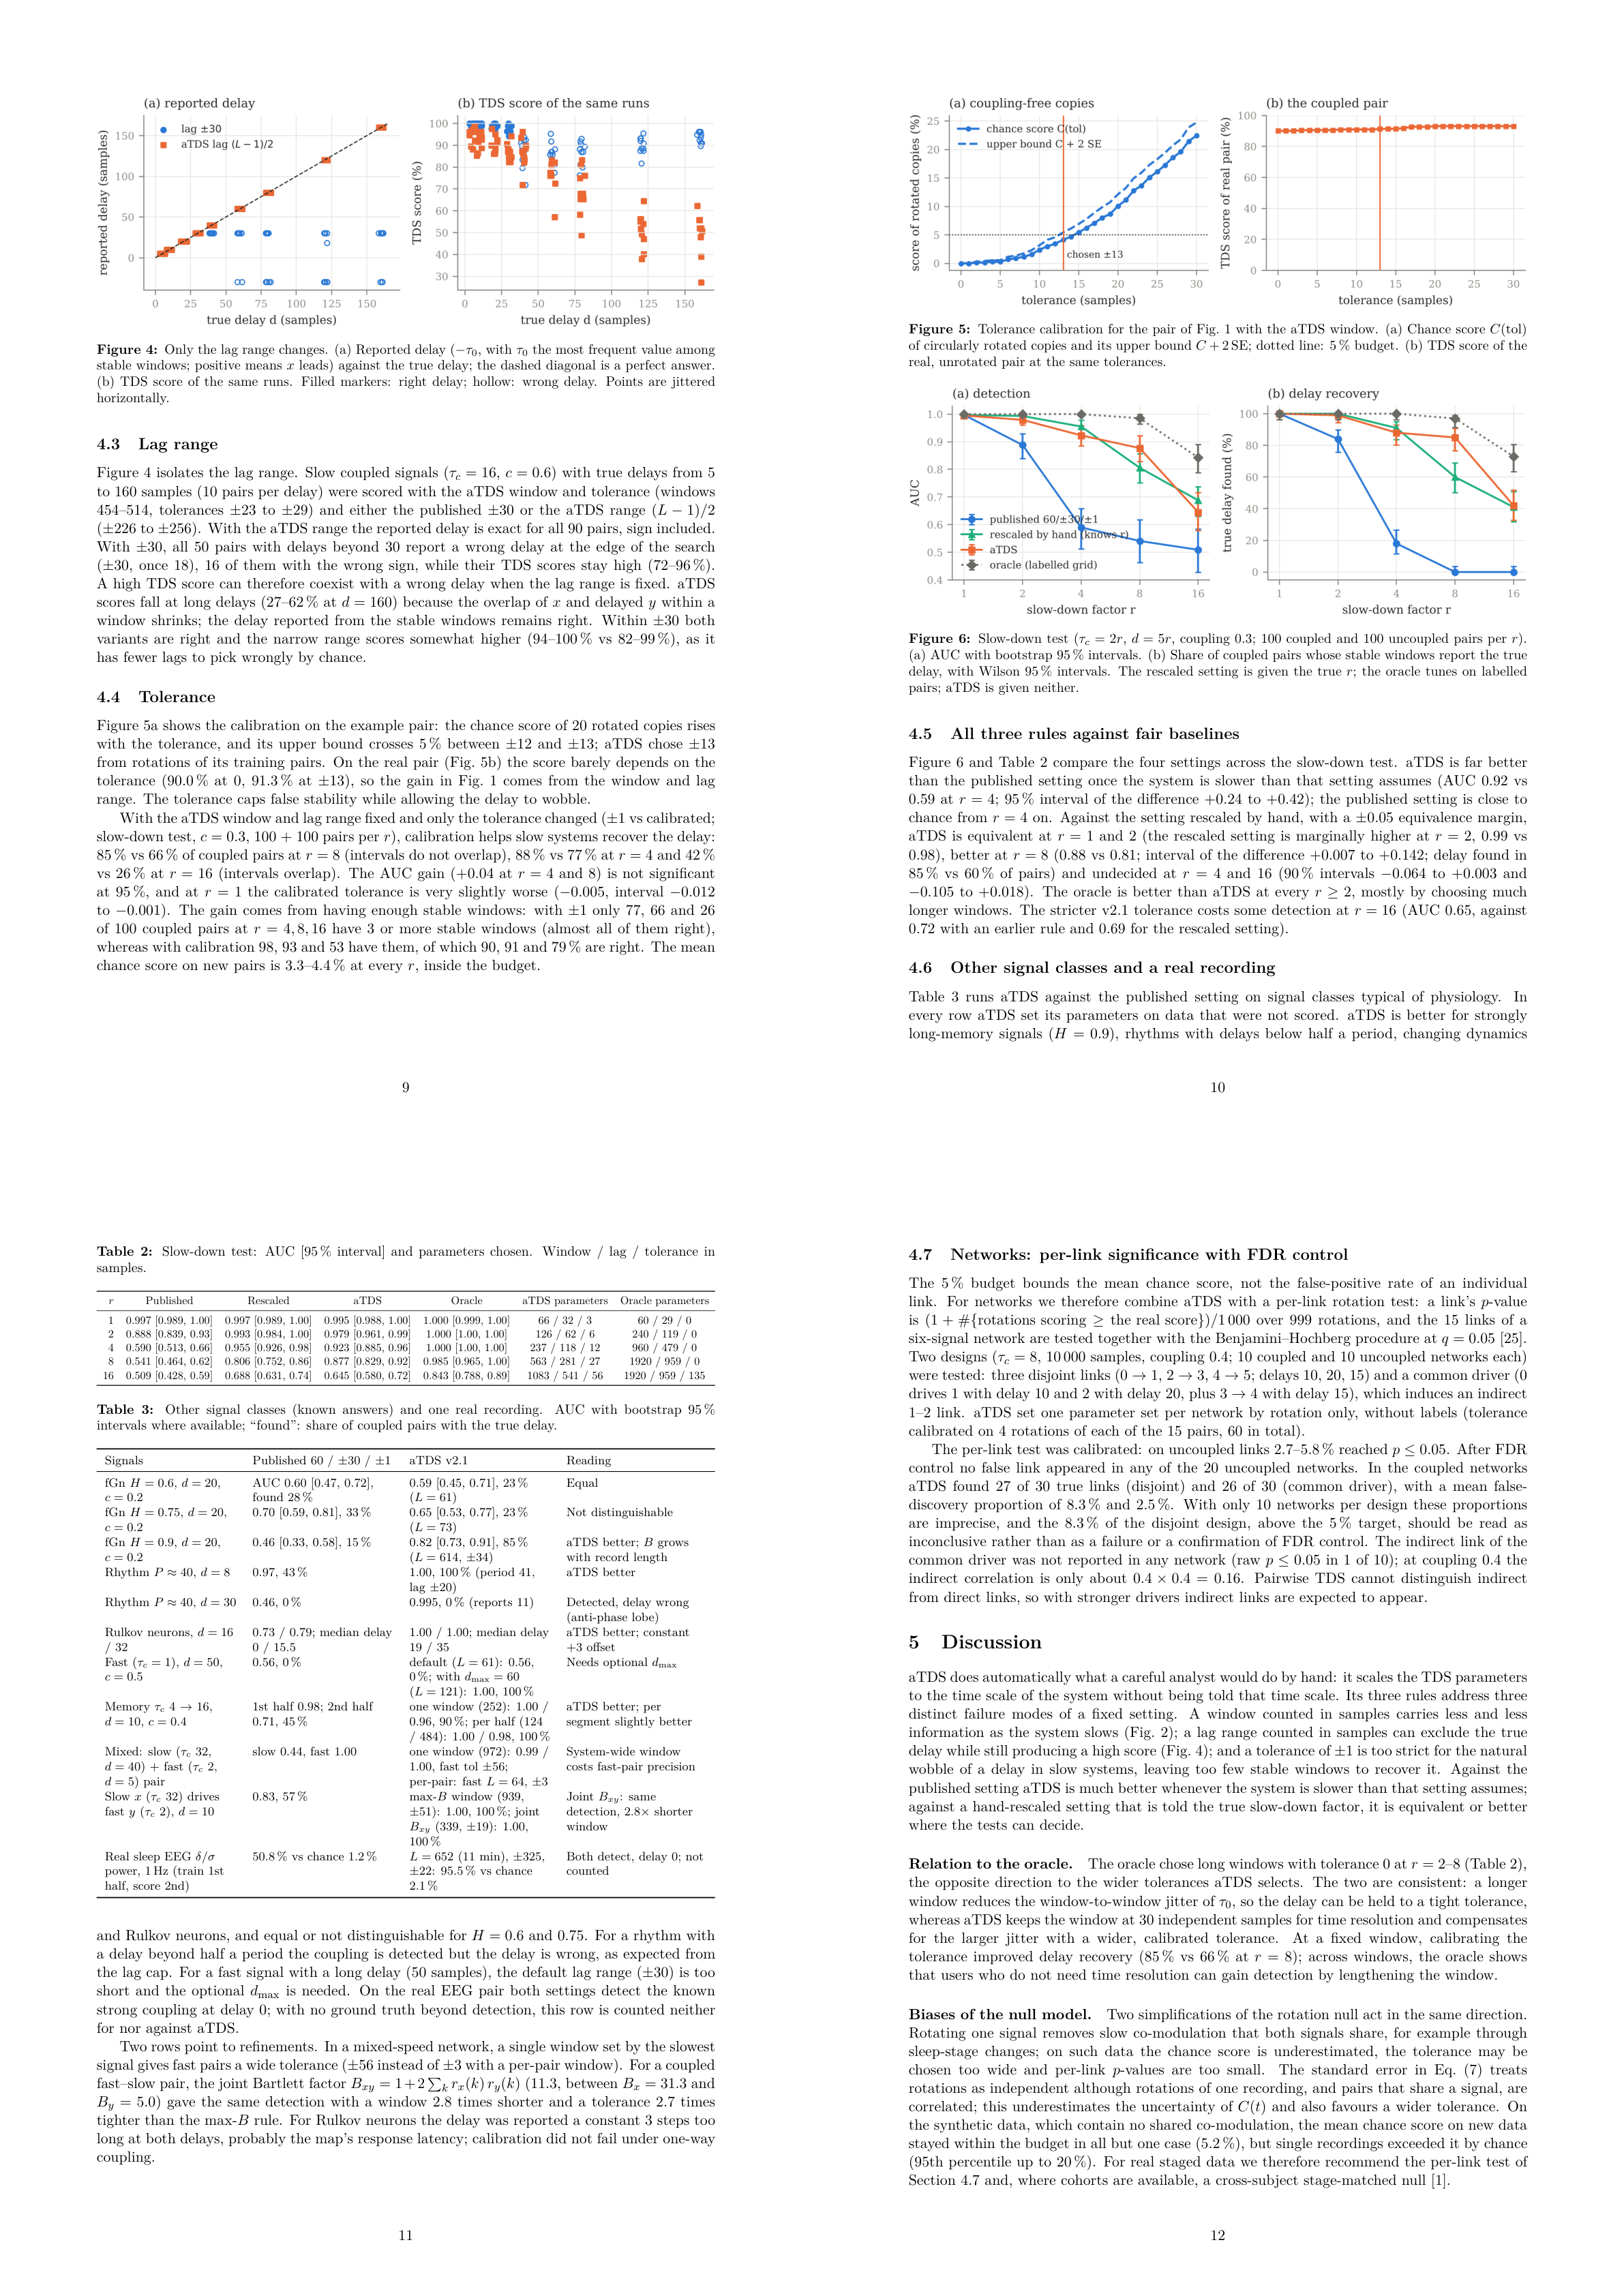 (a) reported delay
(b) TDS score of the same runs
lag ±30
aTDS lag (L − 1)/2
reported delay (samples)
150
100
50
0
0 25 50 75 100 125 150
true delay d (samples)
TDS score (%)
100
90
80
70
60
50
40
30
0 25 50 75 100 125 150
true delay d (samples)
Figure 4: Only the lag range changes. (a) Reported delay (−τ0, with τ0 the most frequent value among
stable windows; positive means x leads) against the true delay; the dashed diagonal is a perfect answer.
(b) TDS score of the same runs. Filled markers: right delay; hollow: wrong delay. Points are jittered
horizontally.
4.3 Lag range
Figure 4 isolates the lag range. Slow coupled signals (τc = 16, c = 0.6) with true delays from 5
to 160 samples (10 pairs per delay) were scored with the aTDS window and tolerance (windows
454–514, tolerances ±23 to ±29) and either the published ±30 or the aTDS range (L − 1)/2
(±226 to ±256). With the aTDS range the reported delay is exact for all 90 pairs, sign included.
With ±30, all 50 pairs with delays beyond 30 report a wrong delay at the edge of the search
(±30, once 18), 16 of them with the wrong sign, while their TDS scores stay high (72–96 %).
A high TDS score can therefore coexist with a wrong delay when the lag range is fixed. aTDS
scores fall at long delays (27–62 % at d = 160) because the overlap of x and delayed y within a
window shrinks; the delay reported from the stable windows remains right. Within ±30 both
variants are right and the narrow range scores somewhat higher (94–100 % vs 82–99 %), as it
has fewer lags to pick wrongly by chance.
4.4 Tolerance
Figure 5a shows the calibration on the example pair: the chance score of 20 rotated copies rises
with the tolerance, and its upper bound crosses 5 % between ±12 and ±13; aTDS chose ±13
from rotations of its training pairs. On the real pair (Fig. 5b) the score barely depends on the
tolerance (90.0 % at 0, 91.3 % at ±13), so the gain in Fig. 1 comes from the window and lag
range. The tolerance caps false stability while allowing the delay to wobble.
With the aTDS window and lag range fixed and only the tolerance changed (±1 vs calibrated;
slow-down test, c = 0.3, 100 + 100 pairs per r), calibration helps slow systems recover the delay:
85 % vs 66 % of coupled pairs at r = 8 (intervals do not overlap), 88 % vs 77 % at r = 4 and 42 %
vs 26 % at r = 16 (intervals overlap). The AUC gain (+0.04 at r = 4 and 8) is not significant
at 95 %, and at r = 1 the calibrated tolerance is very slightly worse (−0.005, interval −0.012
to −0.001). The gain comes from having enough stable windows: with ±1 only 77, 66 and 26
of 100 coupled pairs at r = 4, 8, 16 have 3 or more stable windows (almost all of them right),
whereas with calibration 98, 93 and 53 have them, of which 90, 91 and 79 % are right. The mean
chance score on new pairs is 3.3–4.4 % at every r, inside the budget.
9
(a) coupling-free copies
(b) the coupled pair
chance score C(tol)
upper bound C + 2 SE
score of rotated copies (%)
25
20
15
10
5
0
chosen ±13
0 5 10 15 20 25 30
tolerance (samples)
TDS score of real pair (%)
100
80
60
40
20
0
0 5 10 15 20 25 30
tolerance (samples)
Figure 5: Tolerance calibration for the pair of Fig. 1 with the aTDS window. (a) Chance score C(tol)
of circularly rotated copies and its upper bound C + 2 SE; dotted line: 5 % budget. (b) TDS score of the
real, unrotated pair at the same tolerances.
(a) detection
(b) delay recovery
AUC
1.0
0.9
0.8
0.7
0.6
0.5
0.4
published 60/±30/±1
rescaled by hand (knows r)
aTDS
oracle (labelled grid)
1 2 4 8 16
slow-down factor r
true delay found (%)
100
80
60
40
20
0
1 2 4 8 16
slow-down factor r
Figure 6: Slow-down test (τc = 2r, d = 5r, coupling 0.3; 100 coupled and 100 uncoupled pairs per r).
(a) AUC with bootstrap 95 % intervals. (b) Share of coupled pairs whose stable windows report the true
delay, with Wilson 95 % intervals. The rescaled setting is given the true r; the oracle tunes on labelled
pairs; aTDS is given neither.
4.5 All three rules against fair baselines
Figure 6 and Table 2 compare the four settings across the slow-down test. aTDS is far better
than the published setting once the system is slower than that setting assumes (AUC 0.92 vs
0.59 at r = 4; 95 % interval of the difference +0.24 to +0.42); the published setting is close to
chance from r = 4 on. Against the setting rescaled by hand, with a ±0.05 equivalence margin,
aTDS is equivalent at r = 1 and 2 (the rescaled setting is marginally higher at r = 2, 0.99 vs
0.98), better at r = 8 (0.88 vs 0.81; interval of the difference +0.007 to +0.142; delay found in
85 % vs 60 % of pairs) and undecided at r = 4 and 16 (90 % intervals −0.064 to +0.003 and
−0.105 to +0.018). The oracle is better than aTDS at every r ≥ 2, mostly by choosing much
longer windows. The stricter v2.1 tolerance costs some detection at r = 16 (AUC 0.65, against
0.72 with an earlier rule and 0.69 for the rescaled setting).
4.6 Other signal classes and a real recording
Table 3 runs aTDS against the published setting on signal classes typical of physiology. In
every row aTDS set its parameters on data that were not scored. aTDS is better for strongly
long-memory signals (H = 0.9), rhythms with delays below half a period, changing dynamics
10
Table 2: Slow-down test: AUC [95 % interval] and parameters chosen. Window / lag / tolerance in
samples.
r Published Rescaled aTDS Oracle aTDS parameters Oracle parameters
1 0.997 [0.989, 1.00] 0.997 [0.989, 1.00] 0.995 [0.988, 1.00] 1.000 [0.999, 1.00] 66 / 32 / 3 60 / 29 / 0
2 0.888 [0.839, 0.93] 0.993 [0.984, 1.00] 0.979 [0.961, 0.99] 1.000 [1.00, 1.00] 126 / 62 / 6 240 / 119 / 0
4 0.590 [0.513, 0.66] 0.955 [0.926, 0.98] 0.923 [0.885, 0.96] 1.000 [1.00, 1.00] 237 / 118 / 12 960 / 479 / 0
8 0.541 [0.464, 0.62] 0.806 [0.752, 0.86] 0.877 [0.829, 0.92] 0.985 [0.965, 1.00] 563 / 281 / 27 1920 / 959 / 0
16 0.509 [0.428, 0.59] 0.688 [0.631, 0.74] 0.645 [0.580, 0.72] 0.843 [0.788, 0.89] 1083 / 541 / 56 1920 / 959 / 135
Table 3: Other signal classes (known answers) and one real recording. AUC with bootstrap 95 %
intervals where available; “found”: share of coupled pairs with the true delay.
Signals Published 60 / ±30 / ±1 aTDS v2.1 Reading
fGn H = 0.6, d = 20, AUC 0.60 [0.47, 0.72], 0.59 [0.45, 0.71], 23 % Equal
c = 0.2 found 28 % (L = 61)
fGn H = 0.75, d = 20, 0.70 [0.59, 0.81], 33 % 0.65 [0.53, 0.77], 23 % Not distinguishable
c = 0.2 (L = 73)
fGn H = 0.9, d = 20, 0.46 [0.33, 0.58], 15 % 0.82 [0.73, 0.91], 85 % aTDS better; B grows
c = 0.2 (L = 614, ±34) with record length
Rhythm P ≈ 40, d = 8 0.97, 43 % 1.00, 100 % (period 41, aTDS better
lag ±20)
Rhythm P ≈ 40, d = 30 0.46, 0 % 0.995, 0 % (reports 11) Detected, delay wrong
(anti-phase lobe)
Rulkov neurons, d = 16 0.73 / 0.79; median delay 1.00 / 1.00; median delay aTDS better; constant
/ 32 0 / 15.5 19 / 35 +3 offset
Fast (τc = 1), d = 50, 0.56, 0 % default (L = 61): 0.56, Needs optional dmax
c = 0.5 0 %; with dmax = 60
(L = 121): 1.00, 100 %
Memory τc 4 → 16, 1st half 0.98; 2nd half one window (252): 1.00 / aTDS better; per
d = 10, c = 0.4 0.71, 45 % 0.96, 90 %; per half (124 segment slightly better
/ 484): 1.00 / 0.98, 100 %
Mixed: slow (τc 32, slow 0.44, fast 1.00 one window (972): 0.99 / System-wide window
d = 40) + fast (τc 2, 1.00, fast tol ±56; costs fast-pair precision
d = 5) pair per-pair: fast L = 64, ±3
Slow x (τc 32) drives 0.83, 57 % max-B window (939, Joint Bxy: same
fast y (τc 2), d = 10 ±51): 1.00, 100 %; joint detection, 2.8× shorter
Bxy (339, ±19): 1.00, window
100 %
Real sleep EEG δ/σ 50.8 % vs chance 1.2 % L = 652 (11 min), ±325, Both detect, delay 0; not
power, 1 Hz (train 1st ±22: 95.5 % vs chance counted
half, score 2nd) 2.1 %
and Rulkov neurons, and equal or not distinguishable for H = 0.6 and 0.75. For a rhythm with
a delay beyond half a period the coupling is detected but the delay is wrong, as expected from
the lag cap. For a fast signal with a long delay (50 samples), the default lag range (±30) is too
short and the optional dmax is needed. On the real EEG pair both settings detect the known
strong coupling at delay 0; with no ground truth beyond detection, this row is counted neither
for nor against aTDS.
Two rows point to refinements. In a mixed-speed network, a single window set by the slowest
signal gives fast pairs a wide tolerance (±56 instead of ±3 with a per-pair window). For a coupled
fast–slow pair, the joint Bartlett factor Bxy = 1+2 ∑k rx(k) ry(k) (11.3, between Bx = 31.3 and
By = 5.0) gave the same detection with a window 2.8 times shorter and a tolerance 2.7 times
tighter than the max-B rule. For Rulkov neurons the delay was reported a constant 3 steps too
long at both delays, probably the map’s response latency; calibration did not fail under one-way
coupling.
11
4.7 Networks: per-link significance with FDR control
The 5 % budget bounds the mean chance score, not the false-positive rate of an individual
link. For networks we therefore combine aTDS with a per-link rotation test: a link’s p-value
is (1 + #{rotations scoring ≥ the real score})/1 000 over 999 rotations, and the 15 links of a
six-signal network are tested together with the Benjamini–Hochberg procedure at q = 0.05 [25].
Two designs (τc = 8, 10 000 samples, coupling 0.4; 10 coupled and 10 uncoupled networks each)
were tested: three disjoint links (0 → 1, 2 → 3, 4 → 5; delays 10, 20, 15) and a common driver (0
drives 1 with delay 10 and 2 with delay 20, plus 3 → 4 with delay 15), which induces an indirect
1–2 link. aTDS set one parameter set per network by rotation only, without labels (tolerance
calibrated on 4 rotations of each of the 15 pairs, 60 in total).
The per-link test was calibrated: on uncoupled links 2.7–5.8 % reached p ≤ 0.05. After FDR
control no false link appeared in any of the 20 uncoupled networks. In the coupled networks
aTDS found 27 of 30 true links (disjoint) and 26 of 30 (common driver), with a mean false-
discovery proportion of 8.3 % and 2.5 %. With only 10 networks per design these proportions
are imprecise, and the 8.3 % of the disjoint design, above the 5 % target, should be read as
inconclusive rather than as a failure or a confirmation of FDR control. The indirect link of the
common driver was not reported in any network (raw p ≤ 0.05 in 1 of 10); at coupling 0.4 the
indirect correlation is only about 0.4 × 0.4 = 0.16. Pairwise TDS cannot distinguish indirect
from direct links, so with stronger drivers indirect links are expected to appear.
5 Discussion
aTDS does automatically what a careful analyst would do by hand: it scales the TDS parameters
to the time scale of the system without being told that time scale. Its three rules address three
distinct failure modes of a fixed setting. A window counted in samples carries less and less
information as the system slows (Fig. 2); a lag range counted in samples can exclude the true
delay while still producing a high score (Fig. 4); and a tolerance of ±1 is too strict for the natural
wobble of a delay in slow systems, leaving too few stable windows to recover it. Against the
published setting aTDS is much better whenever the system is slower than that setting assumes;
against a hand-rescaled setting that is told the true slow-down factor, it is equivalent or better
where the tests can decide.
Relation to the oracle. The oracle chose long windows with tolerance 0 at r = 2–8 (Table 2),
the opposite direction to the wider tolerances aTDS selects. The two are consistent: a longer
window reduces the window-to-window jitter of τ0, so the delay can be held to a tight tolerance,
whereas aTDS keeps the window at 30 independent samples for time resolution and compensates
for the larger jitter with a wider, calibrated tolerance. At a fixed window, calibrating the
tolerance improved delay recovery (85 % vs 66 % at r = 8); across windows, the oracle shows
that users who do not need time resolution can gain detection by lengthening the window.
Biases of the null model. Two simplifications of the rotation null act in the same direction.
Rotating one signal removes slow co-modulation that both signals share, for example through
sleep-stage changes; on such data the chance score is underestimated, the tolerance may be
chosen too wide and per-link p-values are too small. The standard error in Eq. (7) treats
rotations as independent although rotations of one recording, and pairs that share a signal, are
correlated; this underestimates the uncertainty of C(t) and also favours a wider tolerance. On
the synthetic data, which contain no shared co-modulation, the mean chance score on new data
stayed within the budget in all but one case (5.2 %), but single recordings exceeded it by chance
(95th percentile up to 20 %). For real staged data we therefore recommend the per-link test of
Section 4.7 and, where cohorts are available, a cross-subject stage-matched null [1].
12